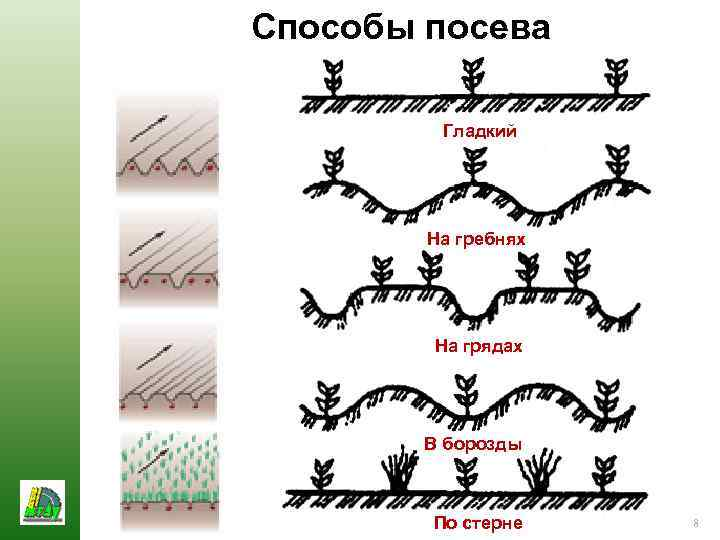 Способы посева
Гладкий
На гребнях
На грядах
В борозды
По стерне
8